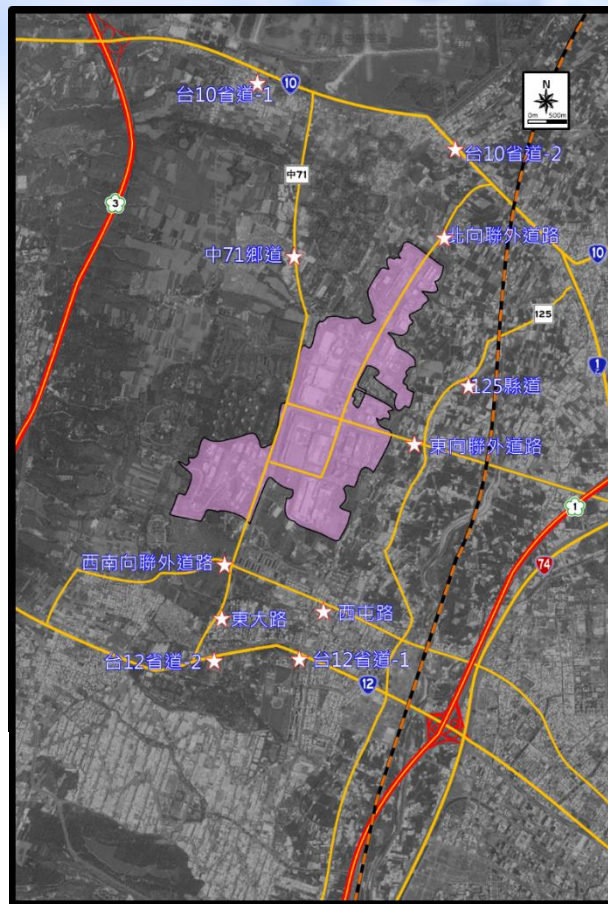 台10省道-1
10
N
0m 500m
台10省道-2
中71
3
北向聯外道路
中71鄉道
10
125
1
125縣道
東向聯外道路
1
西南向聯外道路
74
東大路
西屯路
台12省道-2
台12省道-1
12